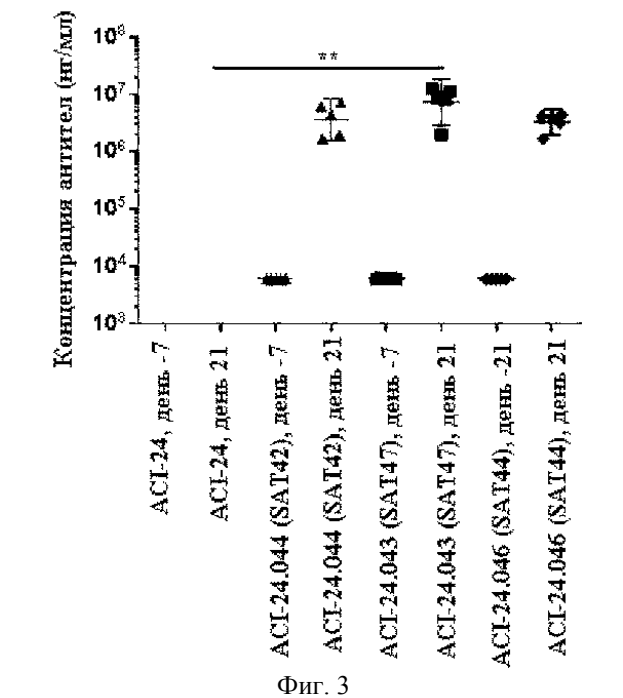 Концентрация антител (нг/мл)
10⁸
10⁷
10⁶
10⁵
10⁴
10³
**
ACI-24, день -7
ACI-24, день 21
ACI-24.044 (SAT42), день -7
ACI-24.044 (SAT42), день 21
ACI-24.043 (SAT47), день -7
ACI-24.043 (SAT47), день 21
ACI-24.046 (SAT44), день -21
ACI-24.046 (SAT44), день 21
Фиг. 3